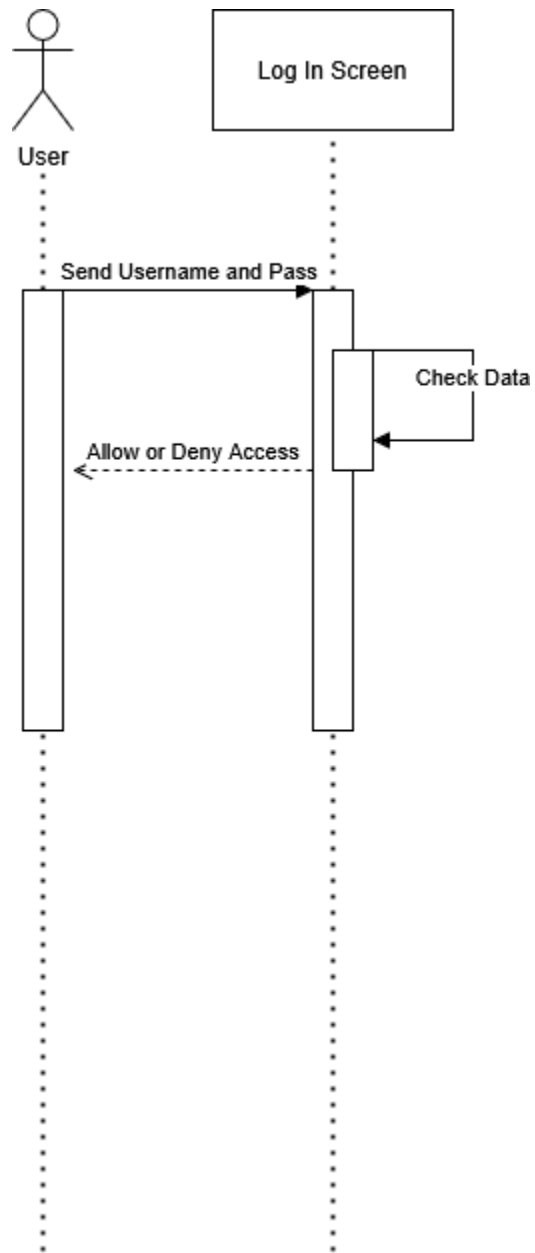 User
Log In Screen
Send Username and Pass
Check Data
Allow or Deny Access